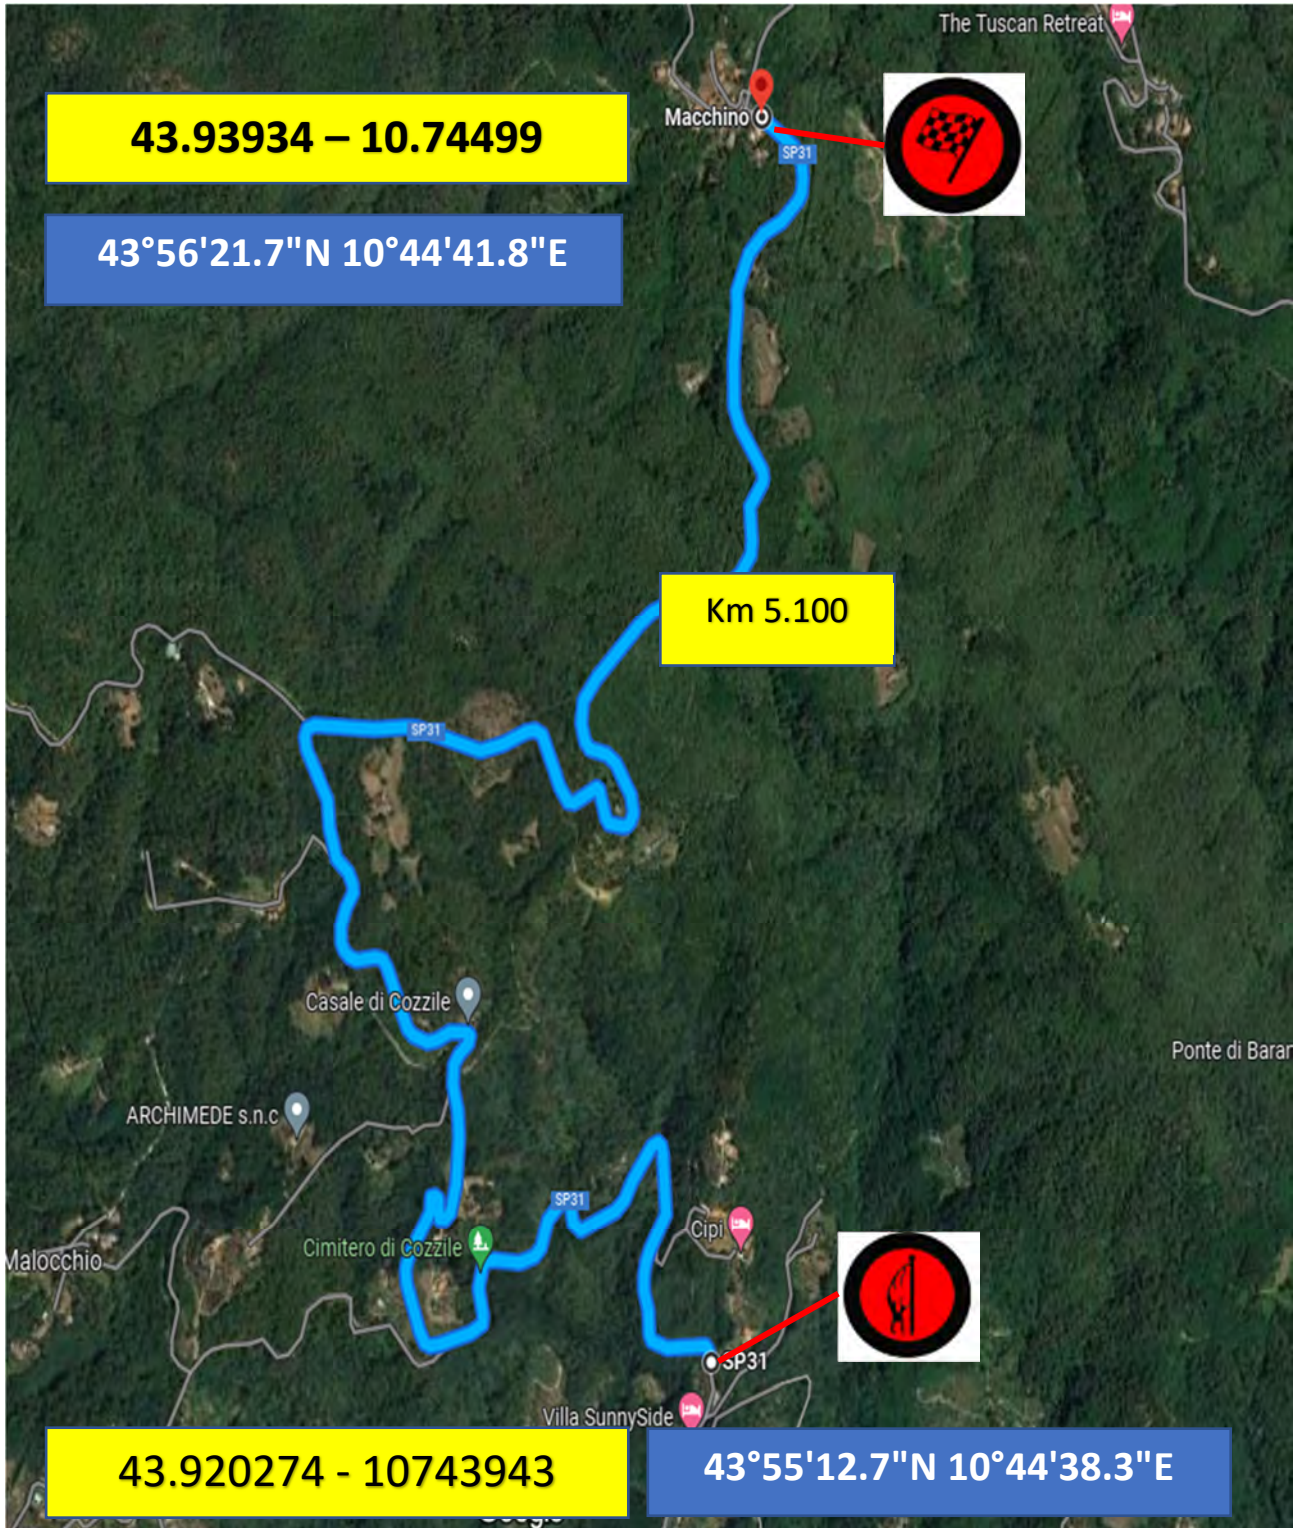 The Tuscan Retreat
43.93934 – 10.74499
Macchino
SP31
43°56'21.7"N 10°44'41.8"E
Km 5.100
SP31
Casale di Cozzile
Ponte di Barar
ARCHIMEDE s.n.c
SP31
Cipi
Cimitero di Cozzile
Malocchio
SP31
Villa SunnySide
43.920274 - 10743943
43°55'12.7"N 10°44'38.3"E